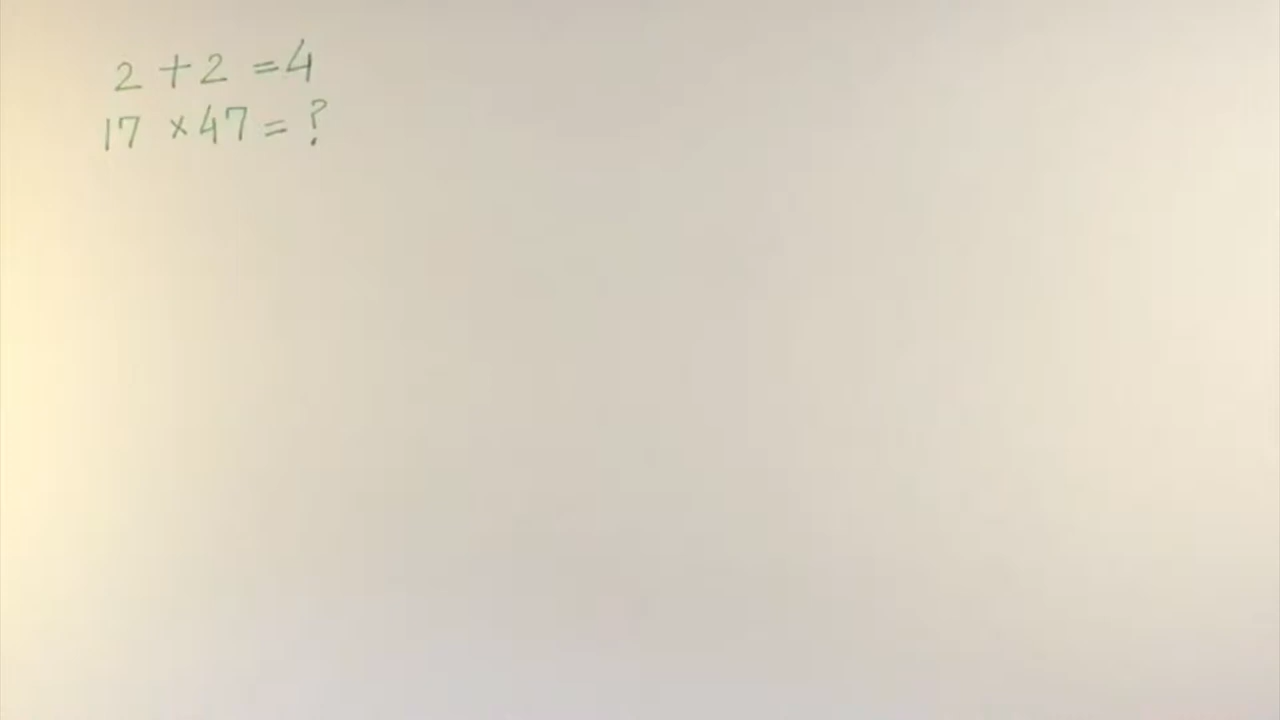 2 + 2 = 4
17 × 47 = ?